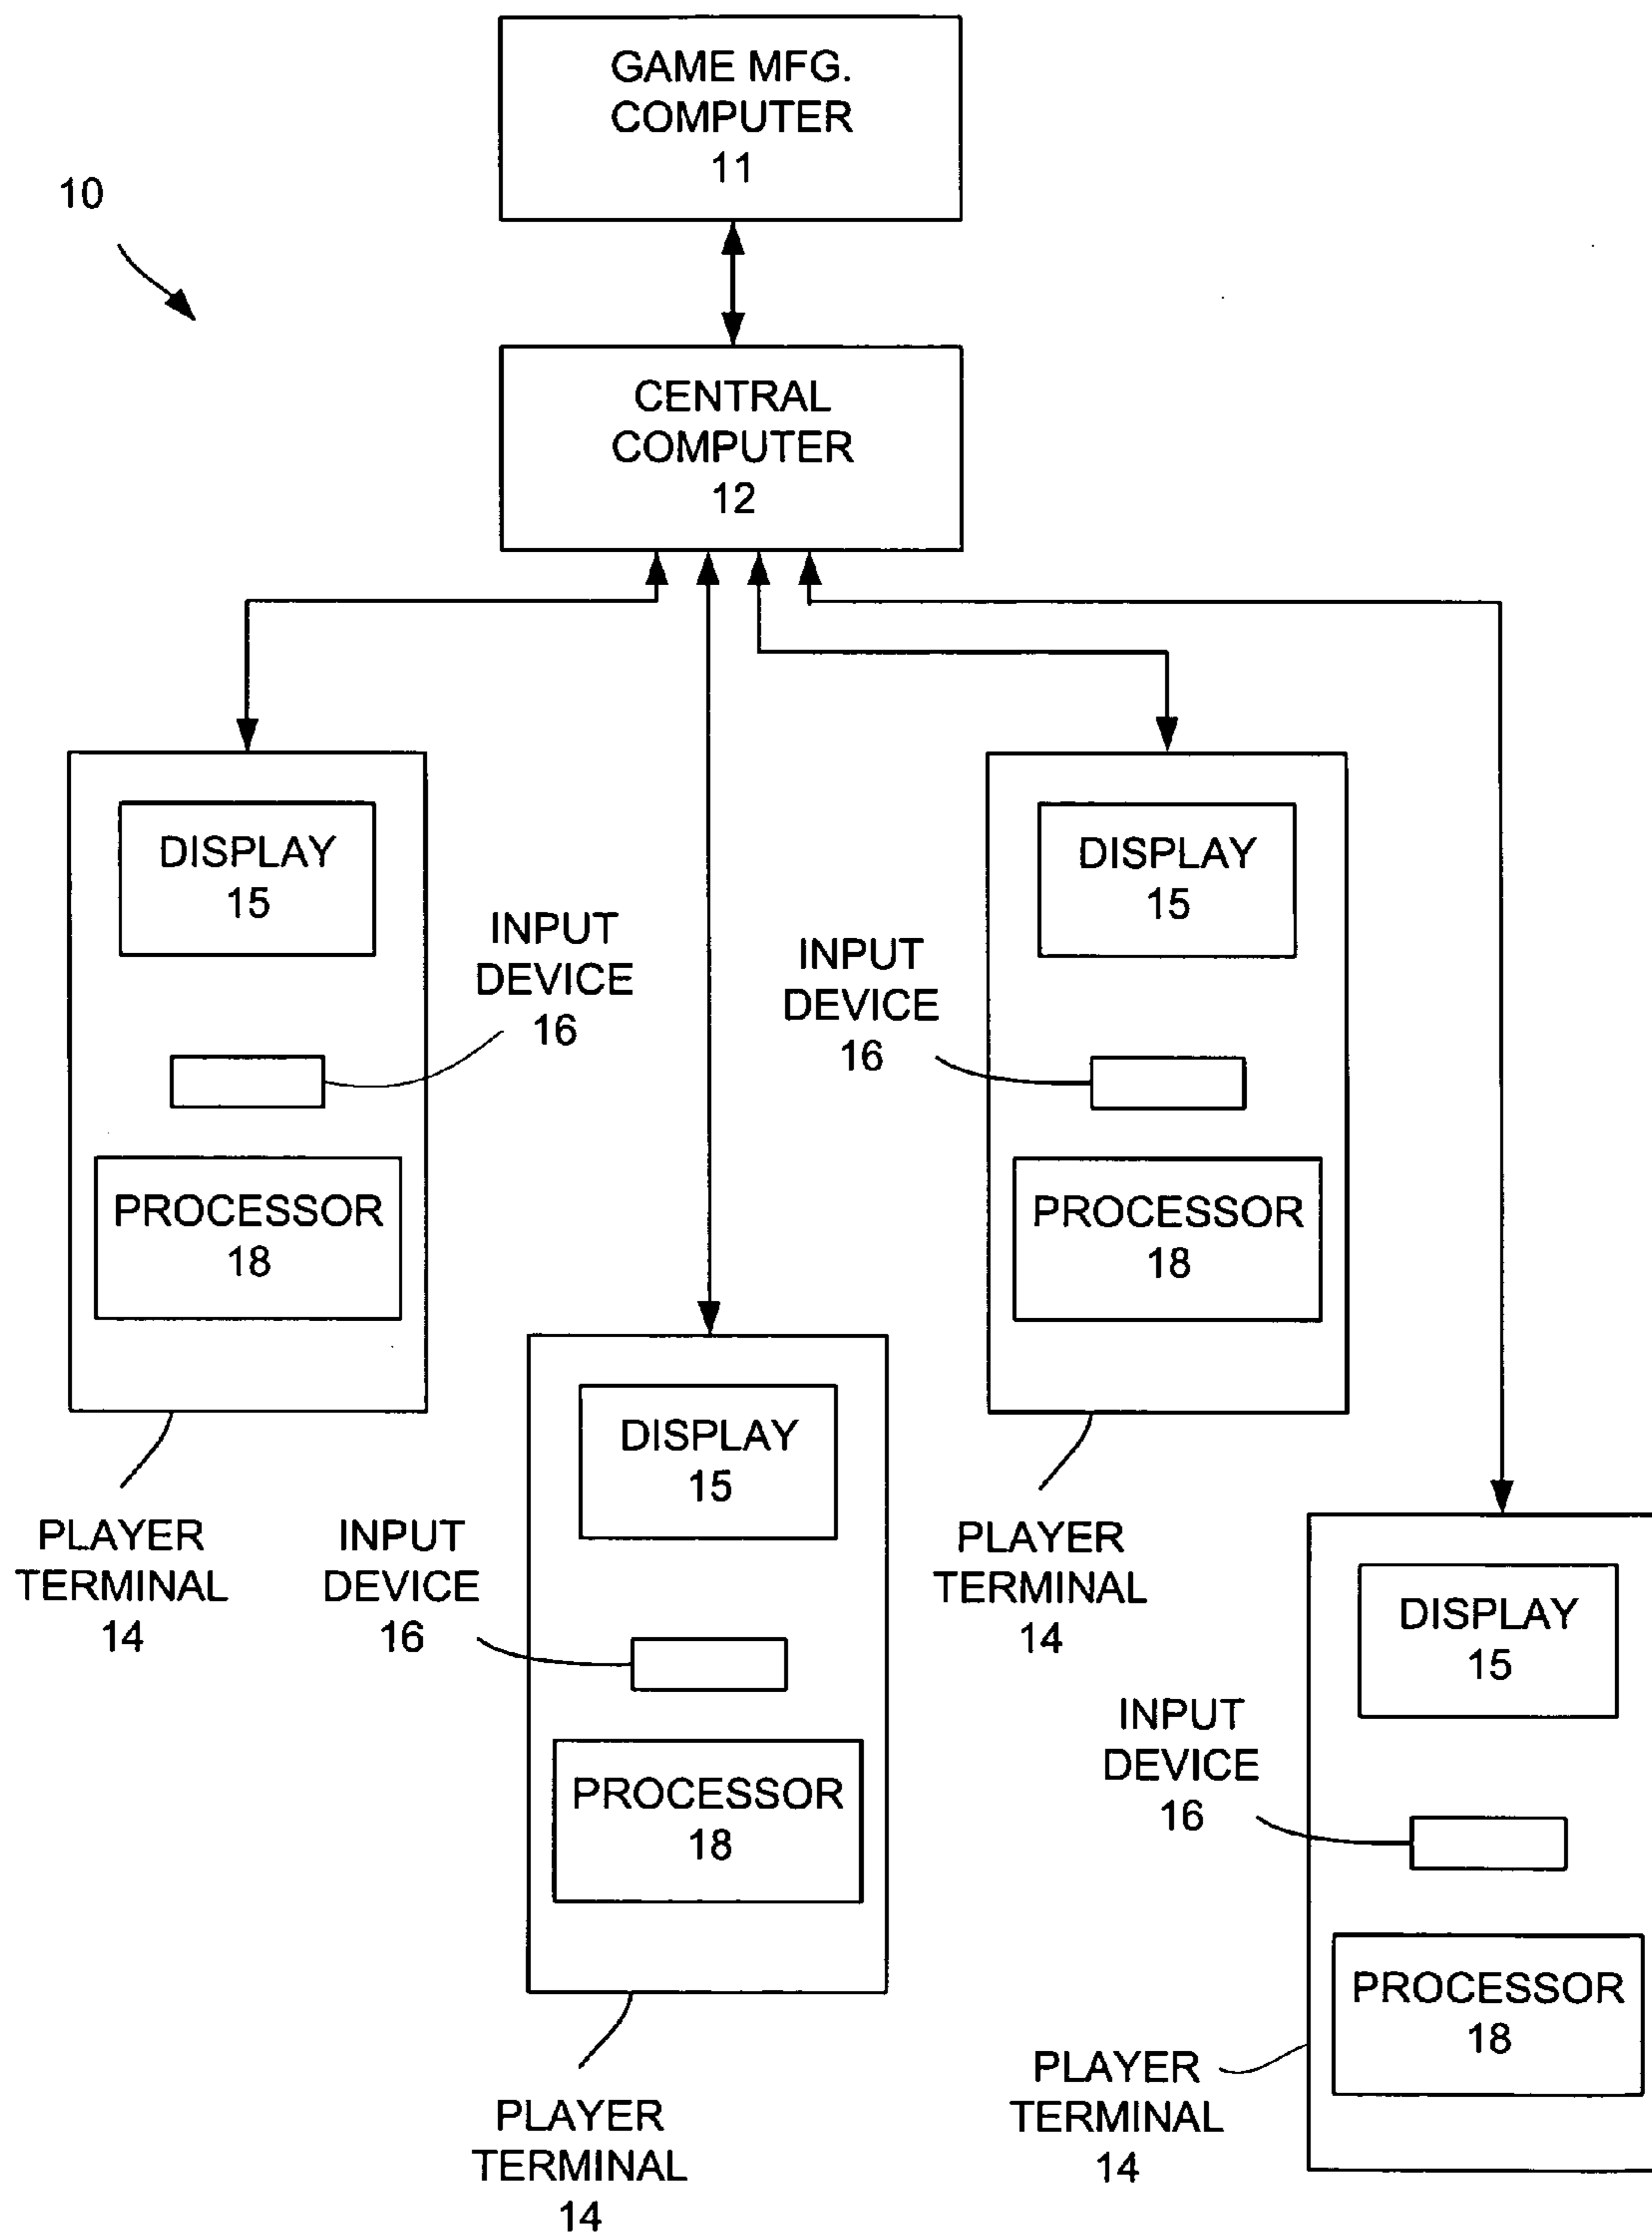 GAME MFG.
COMPUTER
11
10
CENTRAL
COMPUTER
12
DISPLAY
15
INPUT
DEVICE
16
PROCESSOR
18
PLAYER
TERMINAL
14
DISPLAY
15
INPUT
DEVICE
16
PROCESSOR
18
PLAYER
TERMINAL
14
INPUT
DEVICE
16
DISPLAY
15
PROCESSOR
18
PLAYER
TERMINAL
14
DISPLAY
15
INPUT
DEVICE
16
PROCESSOR
18
PLAYER
TERMINAL
14